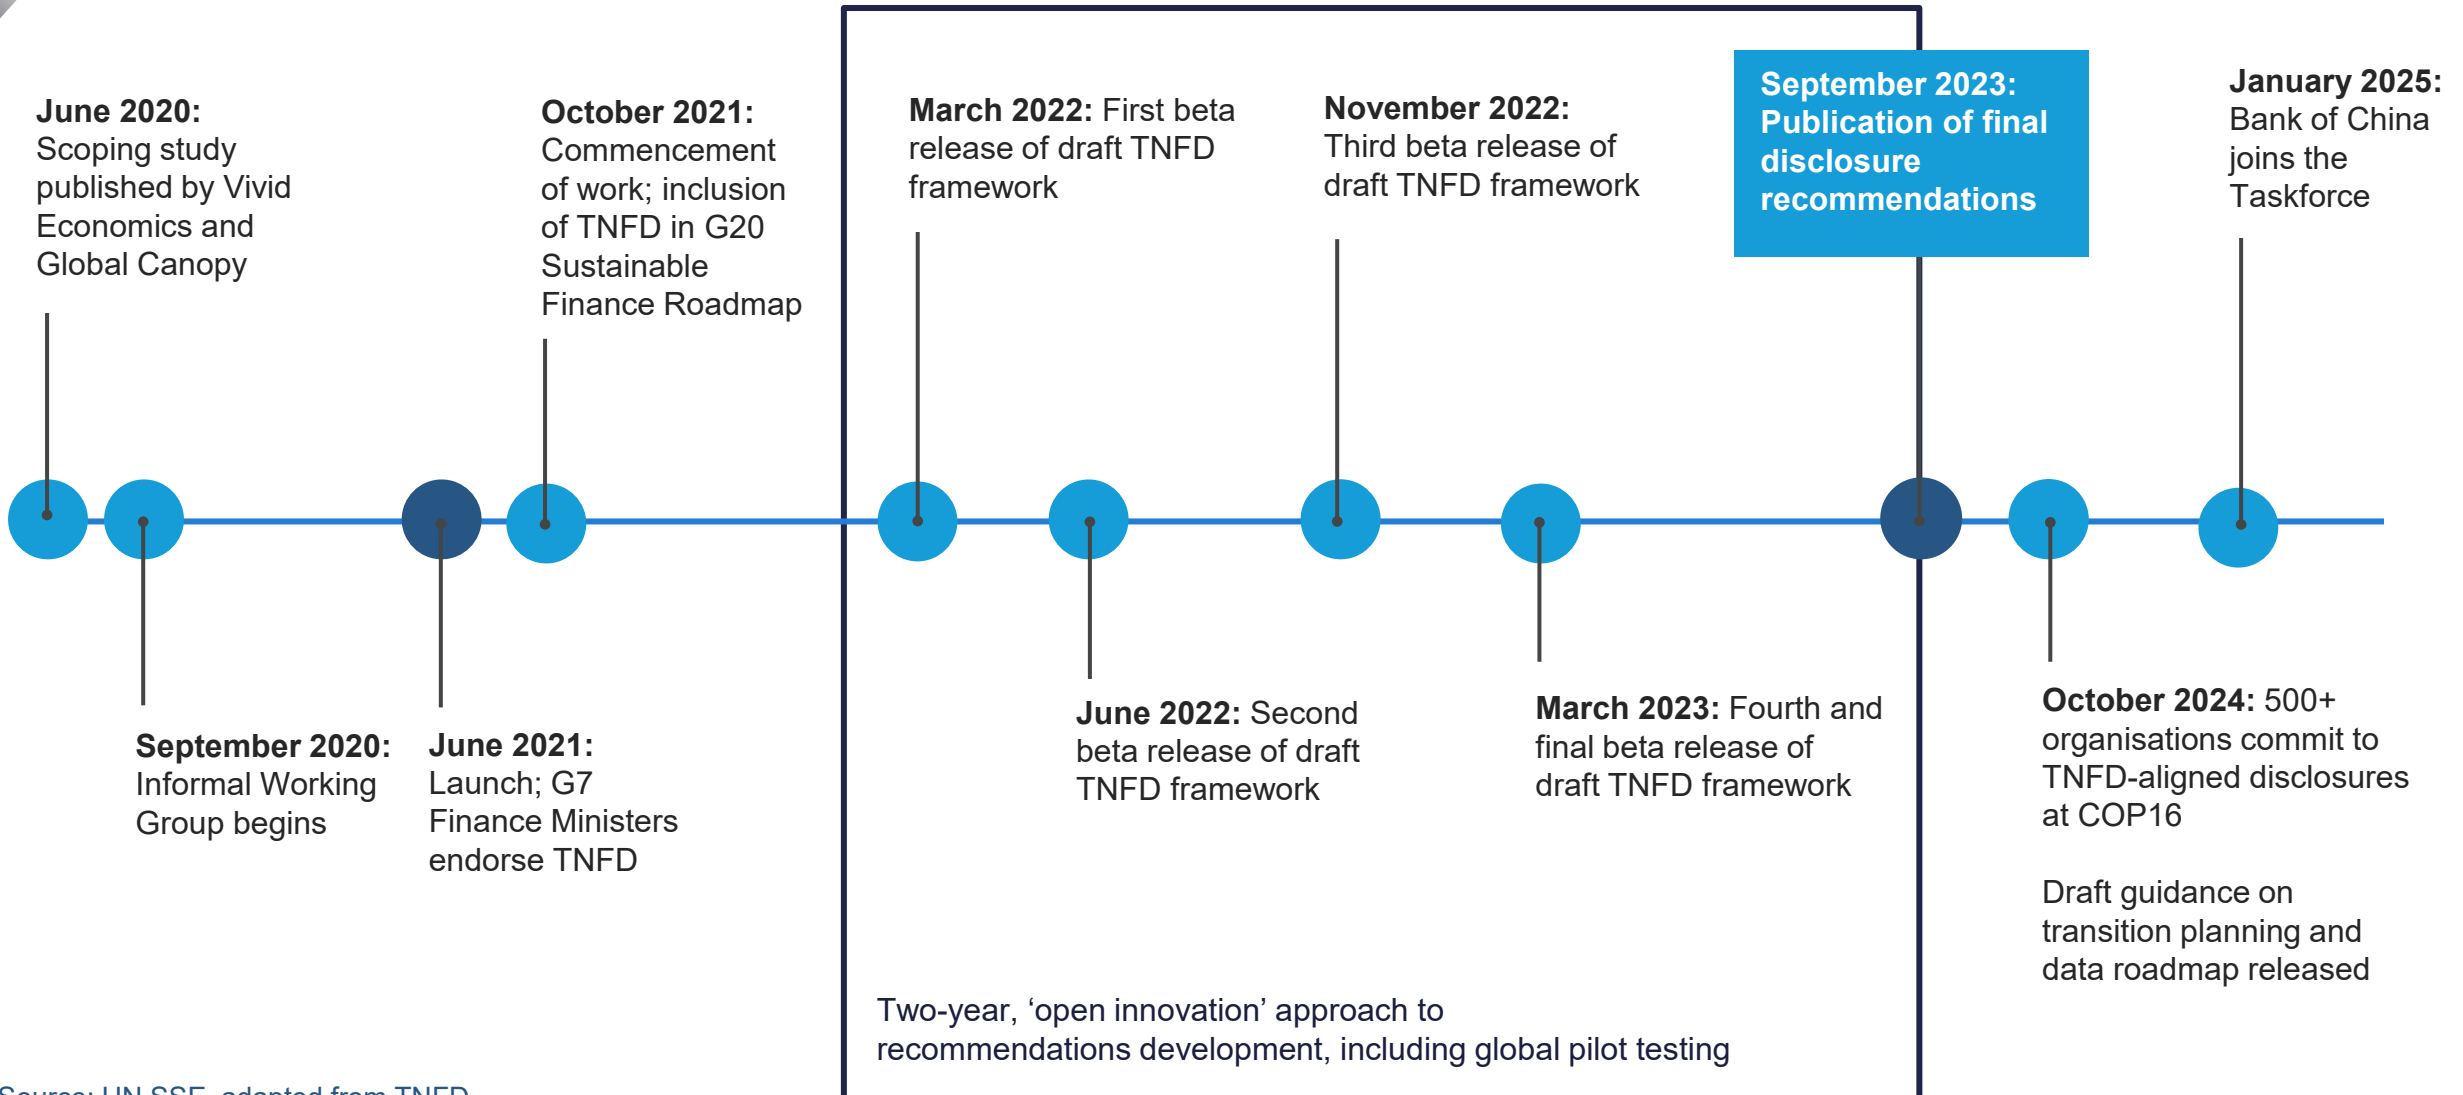 June 2020:
Scoping study
published by Vivid
Economics and
Global Canopy
October 2021:
Commencement
of work; inclusion
of TNFD in G20
Sustainable
Finance Roadmap
March 2022: First beta
release of draft TNFD
framework
November 2022:
Third beta release of
draft TNFD framework
September 2023:
Publication of final
disclosure
recommendations
January 2025:
Bank of China
joins the
Taskforce
September 2020:
Informal Working
Group begins
June 2021:
Launch; G7
Finance Ministers
endorse TNFD
June 2022: Second
beta release of draft
TNFD framework
March 2023: Fourth and
final beta release of
draft TNFD framework
October 2024: 500+
organisations commit to
TNFD-aligned disclosures
at COP16
Draft guidance on
transition planning and
data roadmap released
Two-year, ‘open innovation’ approach to
recommendations development, including global pilot testing
Source: UN SSE, adapted from TNFD